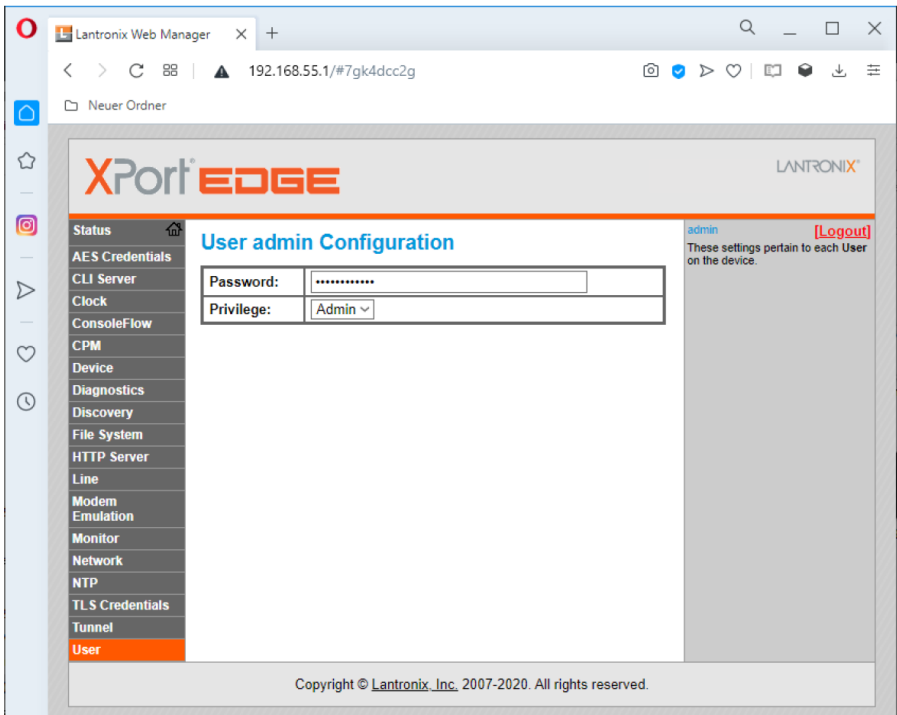 Lantronix Web Manager
192.168.55.1/#7gk4dcc2g
Neuer Ordner
XPort® EDGE
LANTRONIX®
Status
AES Credentials
CLI Server
Clock
ConsoleFlow
CPM
Device
Diagnostics
Discovery
File System
HTTP Server
Line
Modem
Emulation
Monitor
Network
NTP
TLS Credentials
Tunnel
User
User admin Configuration
Password: ••••••••••••
Privilege: Admin
admin [Logout]
These settings pertain to each User
on the device.
Copyright © Lantronix, Inc. 2007-2020. All rights reserved.